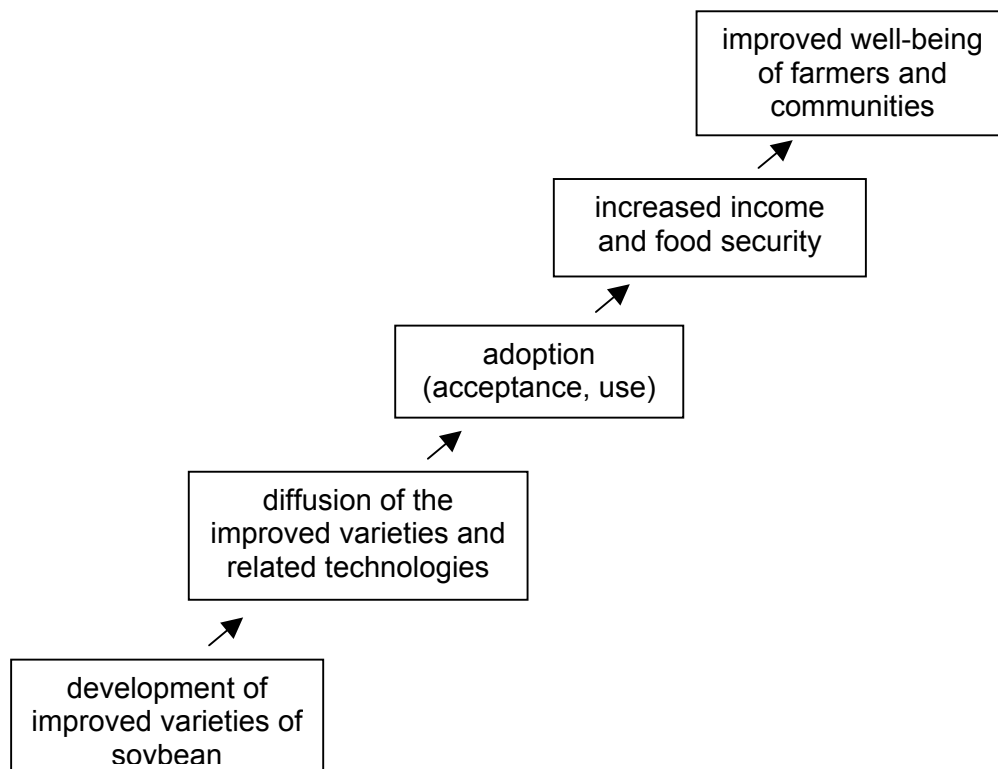 improved well-being
of farmers and
communities
increased income
and food security
adoption
(acceptance, use)
diffusion of the
improved varieties and
related technologies
development of
improved varieties of
soybean